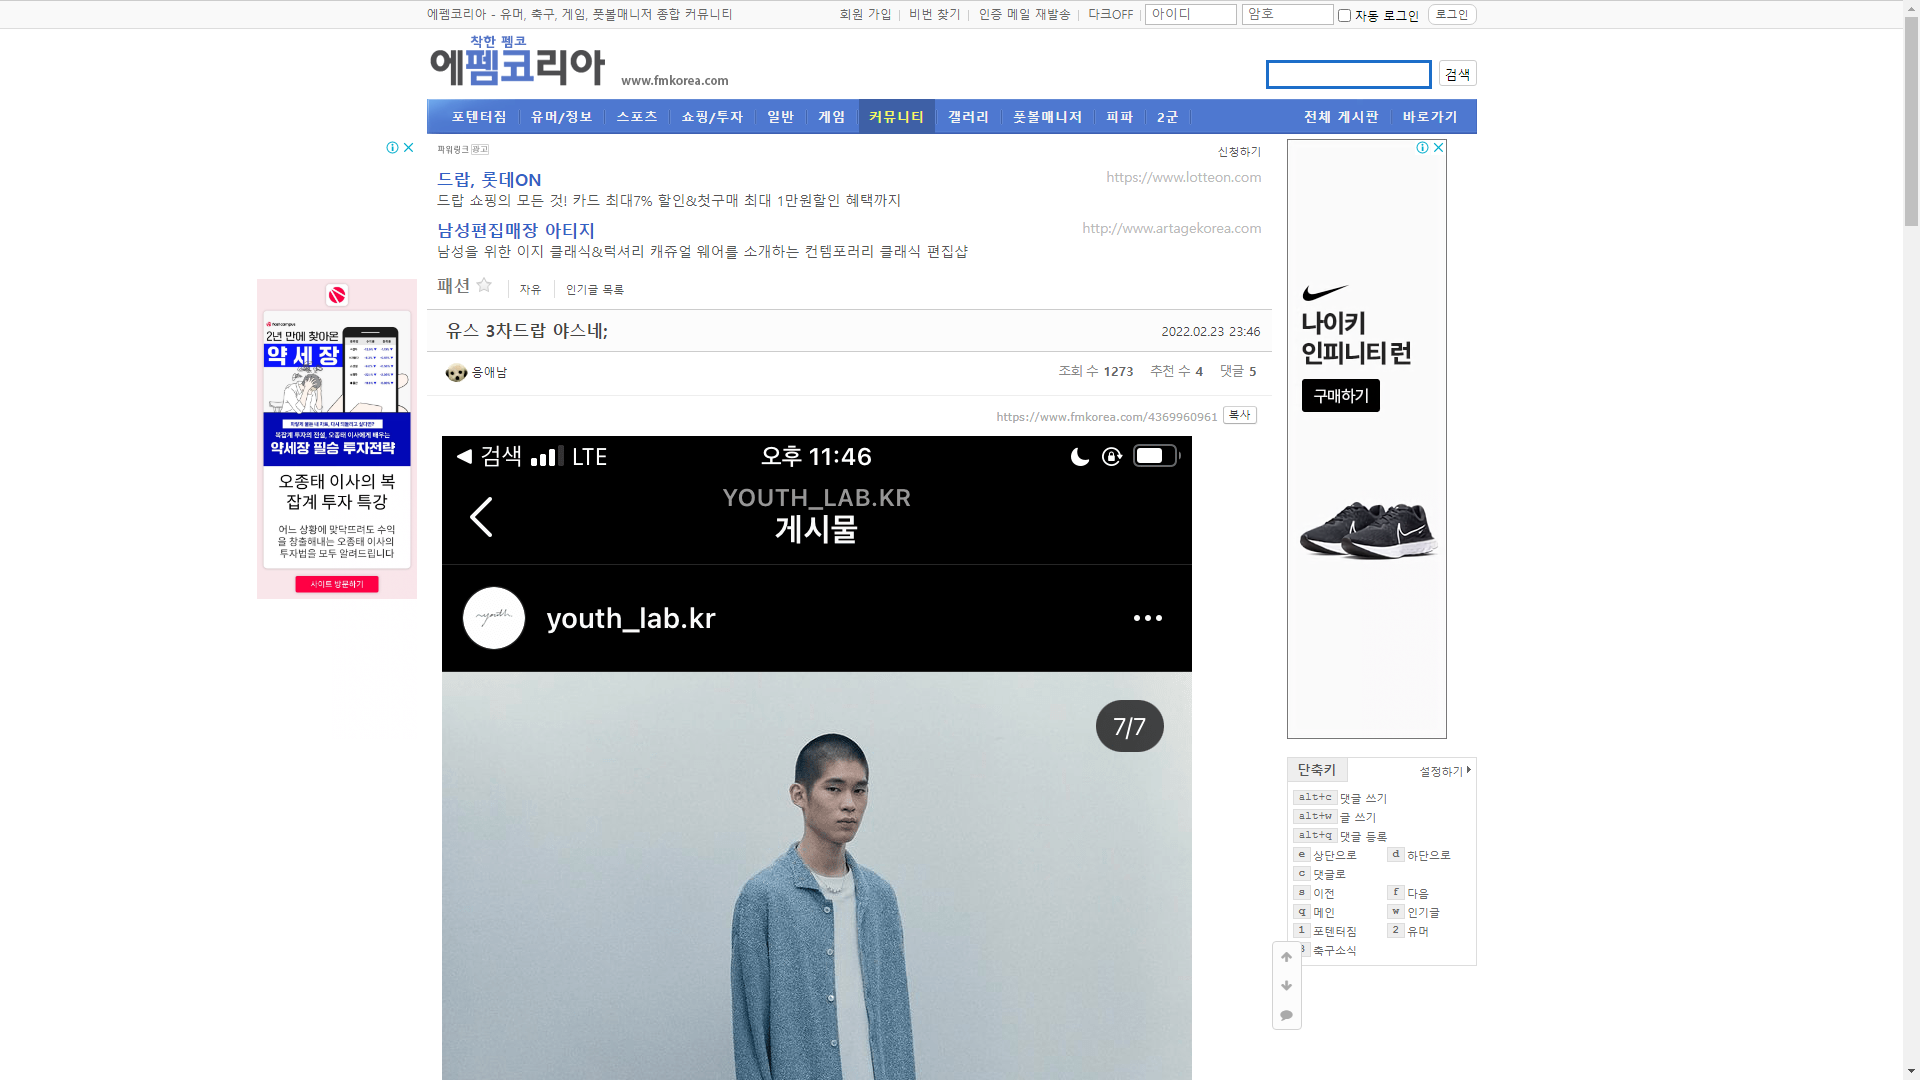 에펨코리아 - 유머, 축구, 게임, 풋볼매니저 종합 커뮤니티
회원 가입
비번 찾기
인증 메일 재발송
다크OFF
아이디
암호
자동 로그인
로그인
착한 펨코
에펨코리아
www.fmkorea.com
검색
포텐터짐
유머/정보
스포츠
쇼핑/투자
일반
게임
커뮤니티
갤러리
풋볼매니저
피파
2군
전체 게시판
바로가기
파워링크 광고
신청하기
드랍, 롯데ON
https://www.lotteon.com
드랍 쇼핑의 모든 것! 카드 최대7% 할인&첫구매 최대 1만원할인 혜택까지
남성편집매장 아티지
http://www.artagekorea.com
남성을 위한 이지 클래식&럭셔리 캐쥬얼 웨어를 소개하는 컨템포러리 클래식 편집샵
패션
자유
인기글 목록
유스 3차드랍 야스네;
2022.02.23 23:46
응애남
조회 수 1273
추천 수 4
댓글 5
https://www.fmkorea.com/4369960961
복사
검색
LTE
오후 11:46
YOUTH_LAB.KR
게시물
youth
youth_lab.kr
7/7
2년 만에 찾아온
약세장
복잡계 투자의 전설, 오종태 이사에게 배우는
약세장 필승 투자전략
오종태 이사의 복
잡계 투자 특강
어느 상황에 맞닥뜨려도 수익
을 창출해내는 오종태 이사의
투자법을 모두 알려드립니다
사이트 방문하기
나이키
인피니티 런
구매하기
단축키
설정하기
alt+c 댓글 쓰기
alt+w 글 쓰기
alt+q 댓글 등록
e 상단으로
d 하단으로
c 댓글로
s 이전
f 다음
q 메인
w 인기글
1 포텐터짐
2 유머
3 축구소식